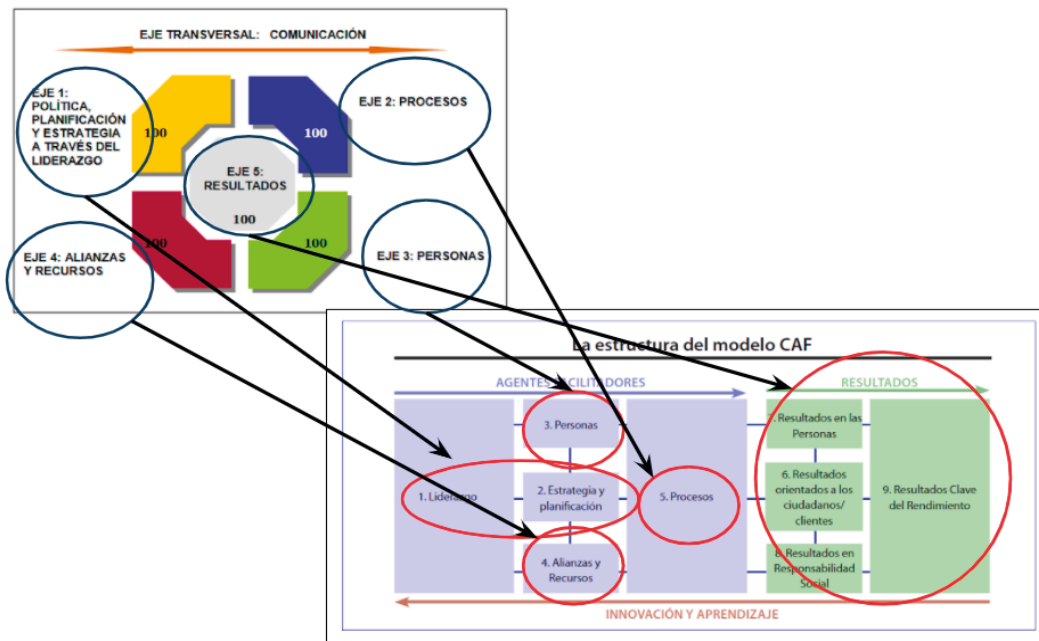 EJE TRANSVERSAL: COMUNICACIÓN
EJE 1:
POLÍTICA,
PLANIFICACIÓN
Y ESTRATEGIA
A TRAVÉS DEL
LIDERAZGO
100
EJE 2: PROCESOS
100
EJE 5:
RESULTADOS
100
EJE 4: ALIANZAS
Y RECURSOS
100
100
EJE 3: PERSONAS
La estructura del modelo CAF
AGENTES FACILITADORES
RESULTADOS
3. Personas
7. Resultados en las
Personas
1. Liderazgo
2. Estrategia y
planificación
5. Procesos
6. Resultados
orientados a los
ciudadanos/
clientes
9. Resultados Clave
del Rendimiento
4. Alianzas y
Recursos
8. Resultados en
Responsabilidad
Social
INNOVACIÓN Y APRENDIZAJE